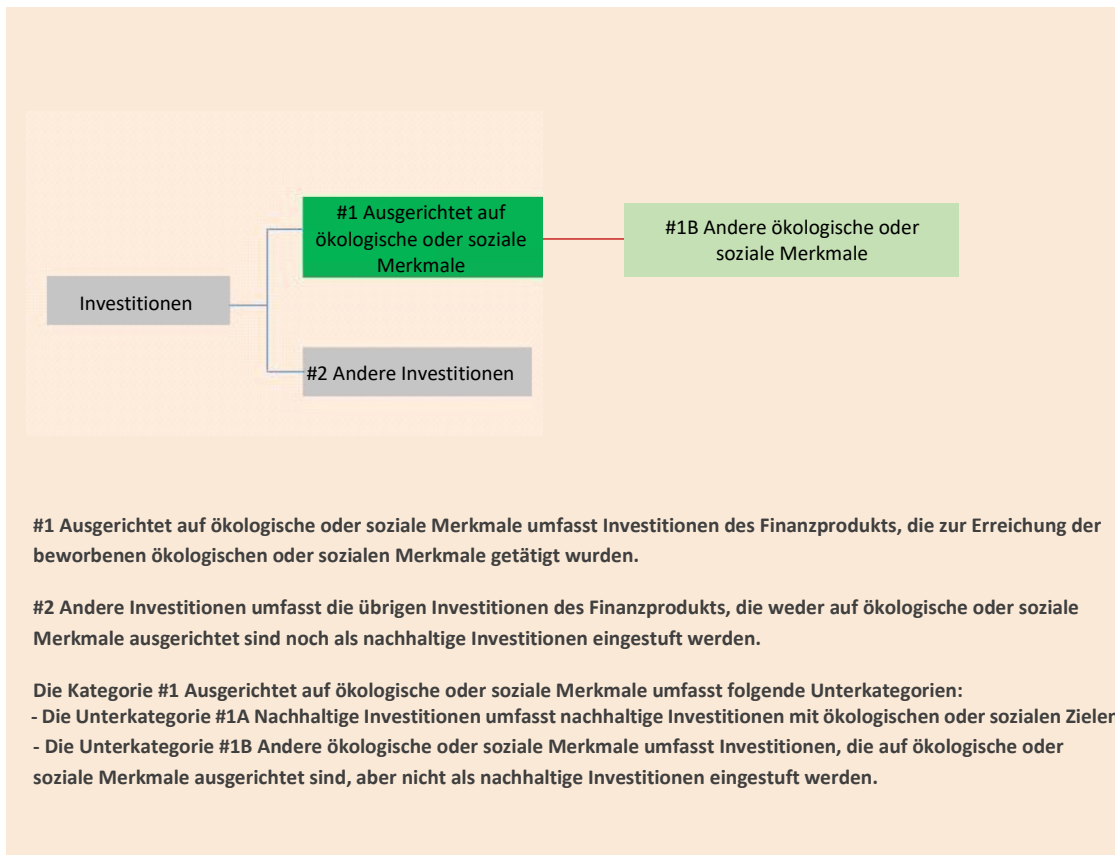 #1 Ausgerichtet auf
ökologische oder soziale
Merkmale
#1B Andere ökologische oder
soziale Merkmale
Investitionen
#2 Andere Investitionen
#1 Ausgerichtet auf ökologische oder soziale Merkmale umfasst Investitionen des Finanzprodukts, die zur Erreichung der
beworbenen ökologischen oder sozialen Merkmale getätigt wurden.
#2 Andere Investitionen umfasst die übrigen Investitionen des Finanzprodukts, die weder auf ökologische oder soziale
Merkmale ausgerichtet sind noch als nachhaltige Investitionen eingestuft werden.
Die Kategorie #1 Ausgerichtet auf ökologische oder soziale Merkmale umfasst folgende Unterkategorien:
- Die Unterkategorie #1A Nachhaltige Investitionen umfasst nachhaltige Investitionen mit ökologischen oder sozialen Zielen
- Die Unterkategorie #1B Andere ökologische oder soziale Merkmale umfasst Investitionen, die auf ökologische oder
soziale Merkmale ausgerichtet sind, aber nicht als nachhaltige Investitionen eingestuft werden.